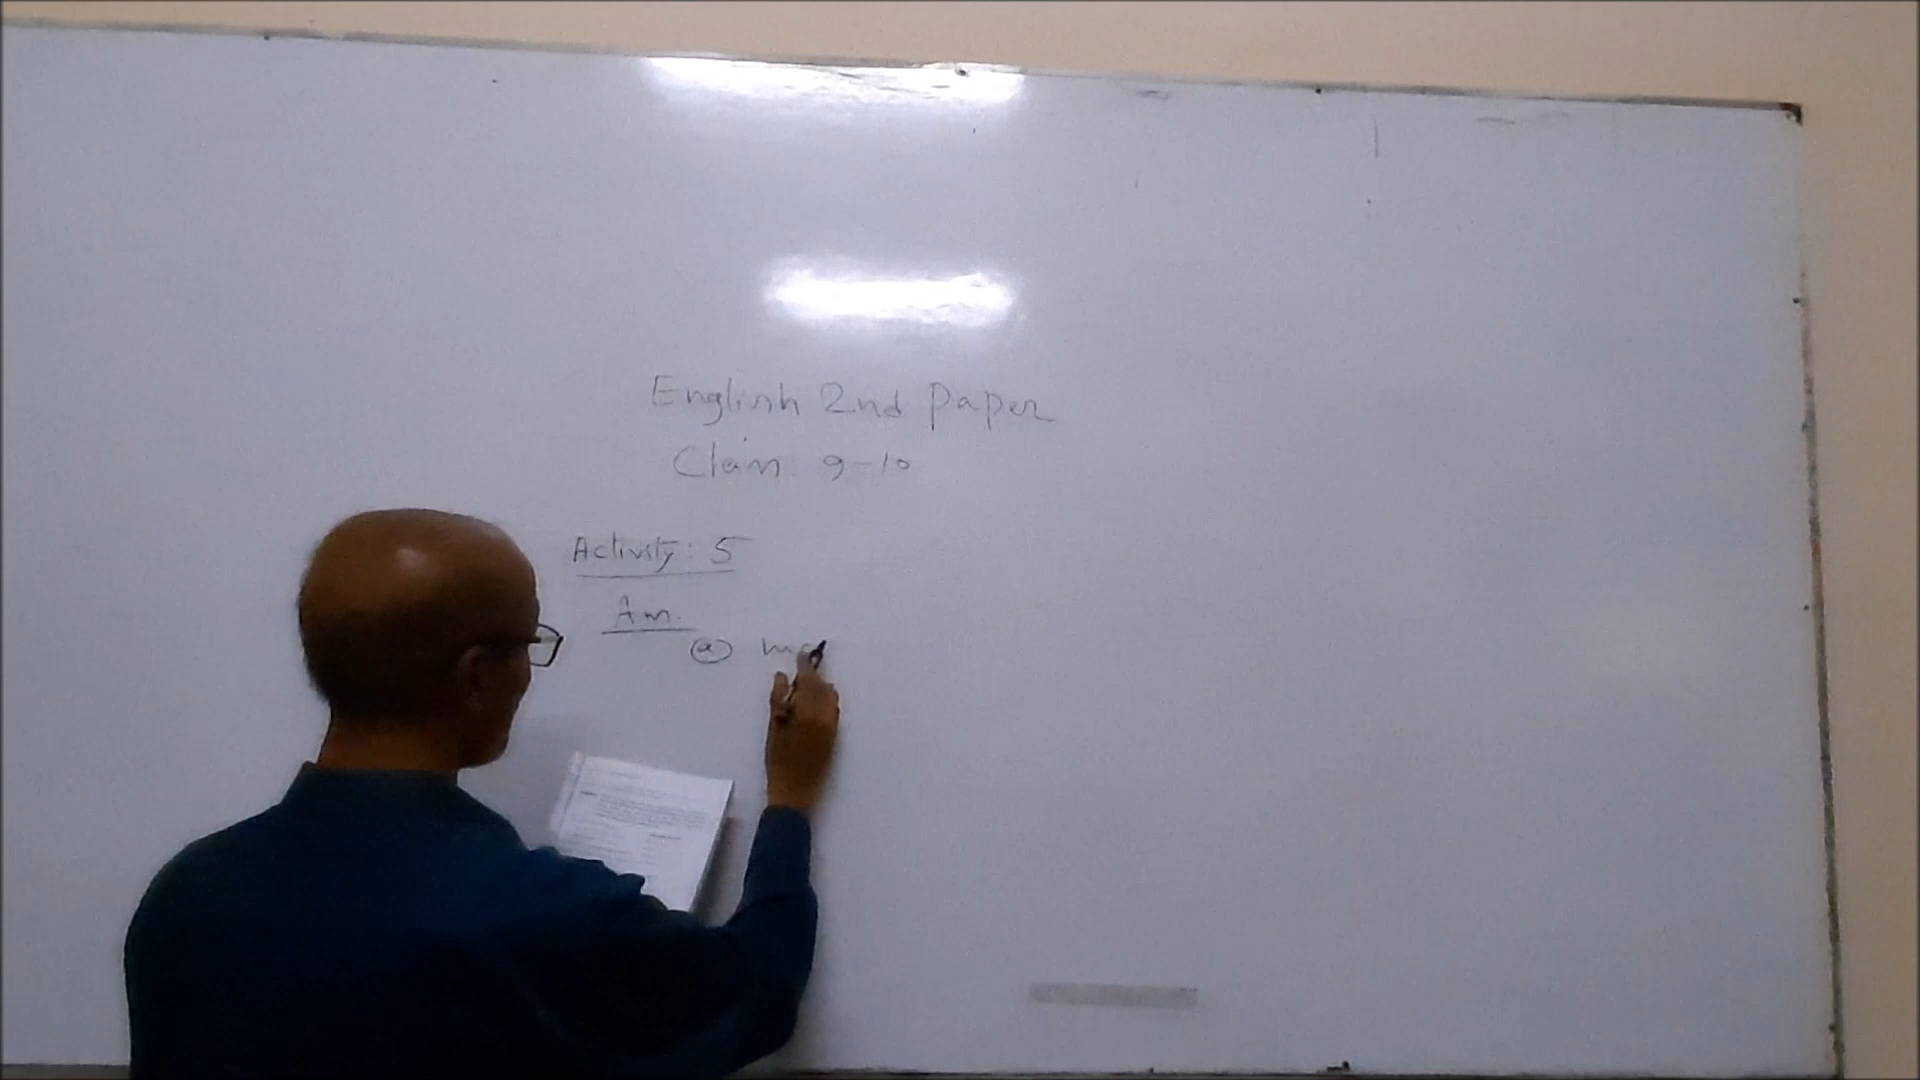 English 2nd Paper
Class: 9-10
Activity: 5
Ans.
ⓐ